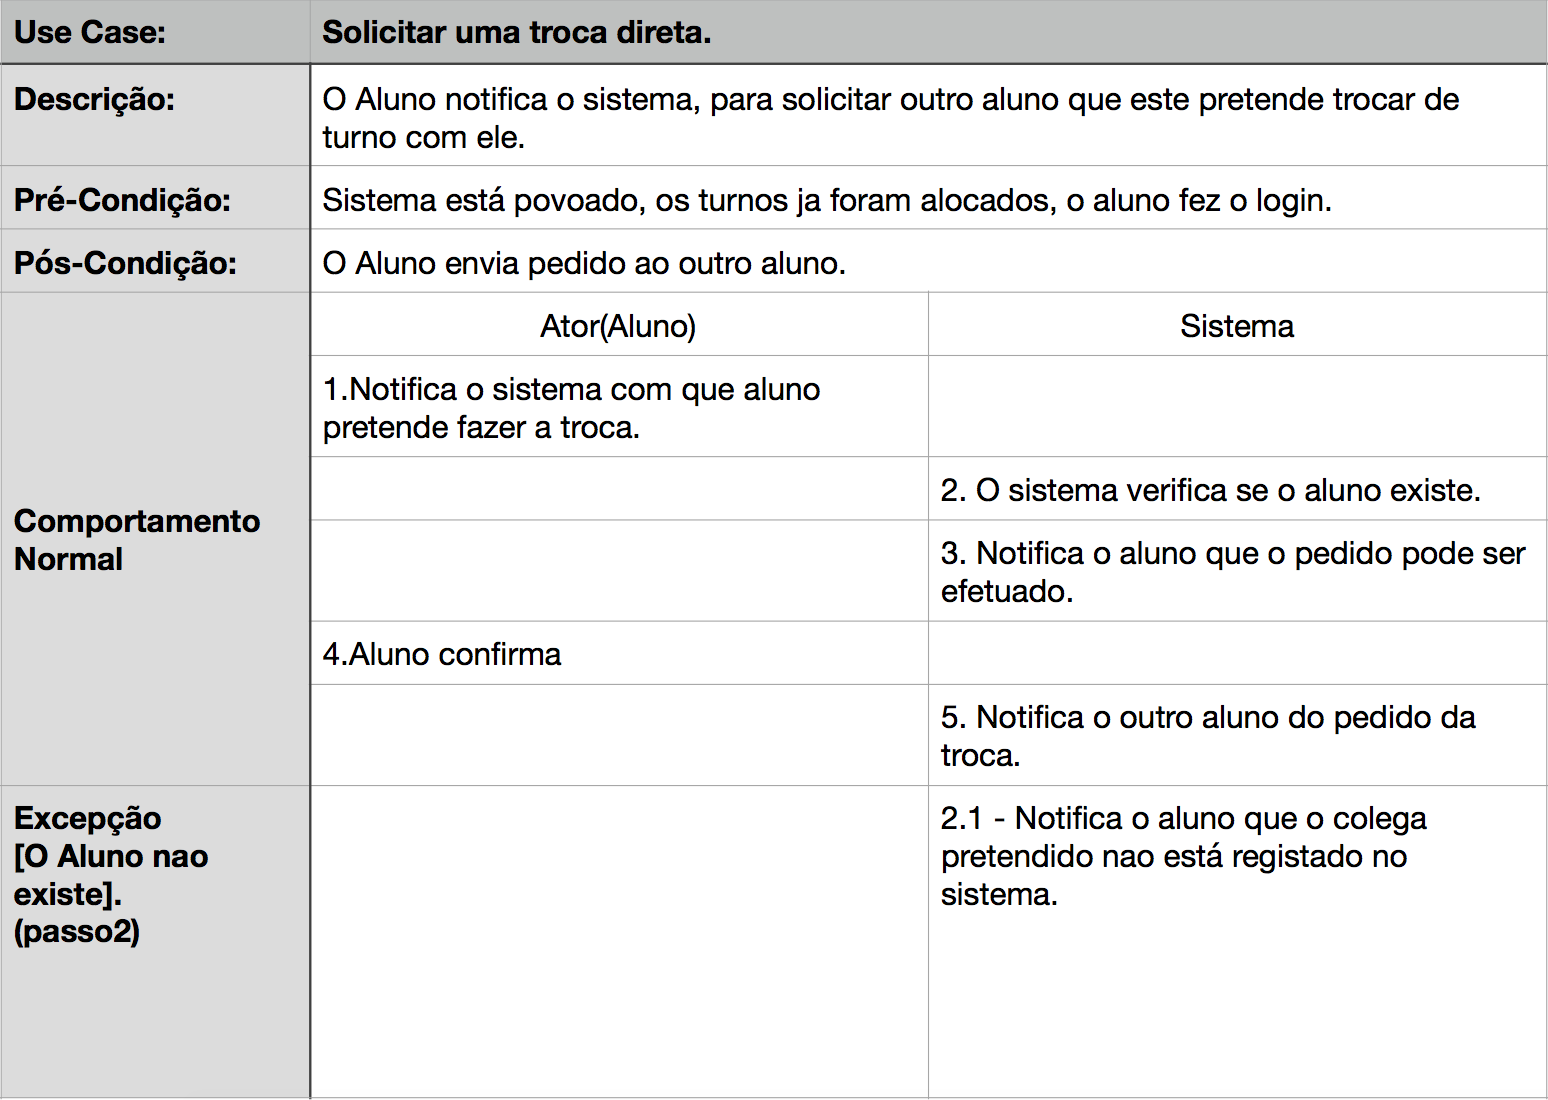 Use Case:
Solicitar uma troca direta.
Descrição:
O Aluno notifica o sistema, para solicitar outro aluno que este pretende trocar de
turno com ele.
Pré-Condição:
Sistema está povoado, os turnos ja foram alocados, o aluno fez o login.
Pós-Condição:
O Aluno envia pedido ao outro aluno.
Comportamento
Normal
Ator(Aluno)
Sistema
1.Notifica o sistema com que aluno
pretende fazer a troca.
2. O sistema verifica se o aluno existe.
3. Notifica o aluno que o pedido pode ser
efetuado.
4.Aluno confirma
5. Notifica o outro aluno do pedido da
troca.
Excepção
[O Aluno nao
existe].
(passo2)
2.1 - Notifica o aluno que o colega
pretendido nao está registado no
sistema.